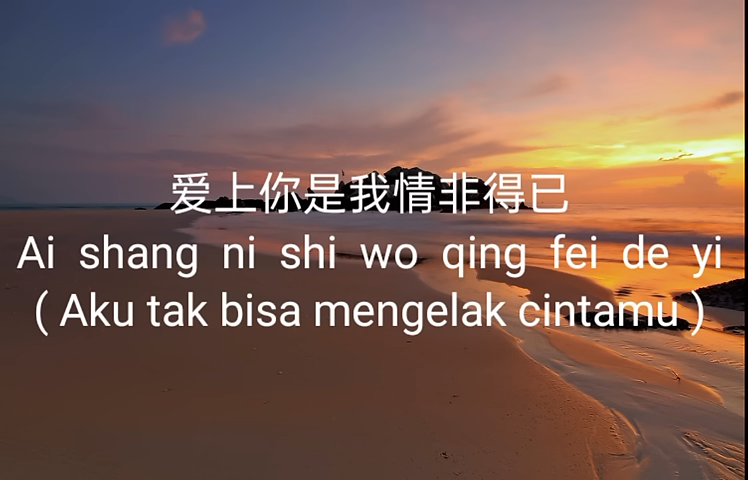 爱上你是我情非得已
Ai shang ni shi wo qing fei de yi
( Aku tak bisa mengelak cintamu )